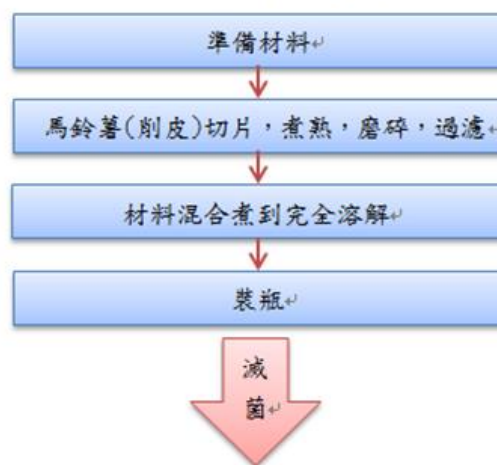 準備材料
馬鈴薯(削皮)切片，煮熟，磨碎，過濾
材料混合煮到完全溶解
裝瓶
滅
菌